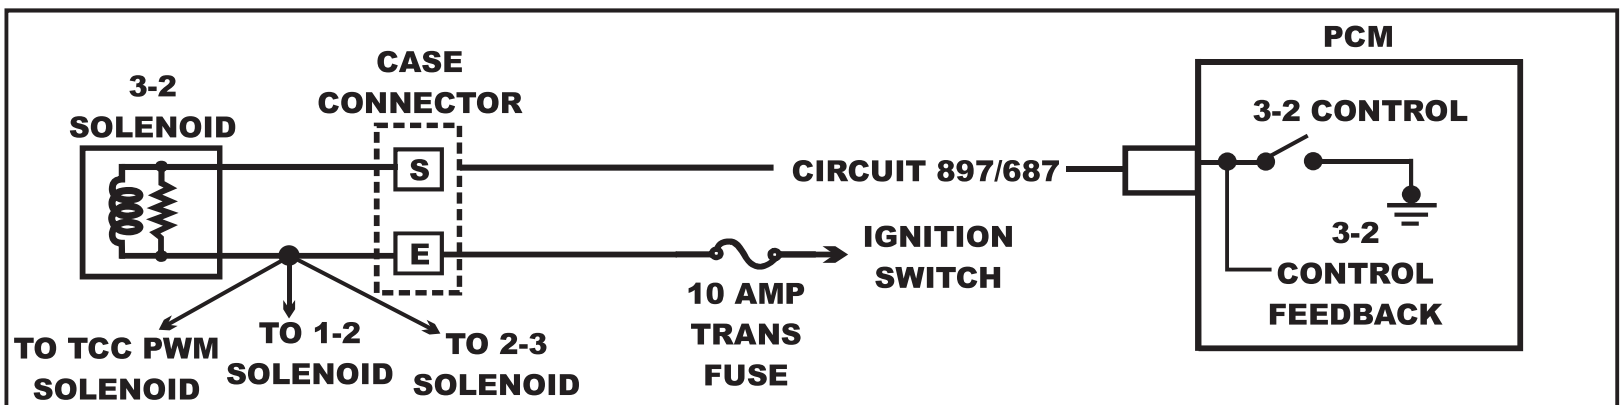 PCM
CASE
CONNECTOR
3-2
SOLENOID
3-2 CONTROL
S
CIRCUIT 897/687
E
IGNITION
SWITCH
3-2
CONTROL
FEEDBACK
10 AMP
TRANS
FUSE
TO TCC PWM
SOLENOID
TO 1-2
SOLENOID
TO 2-3
SOLENOID